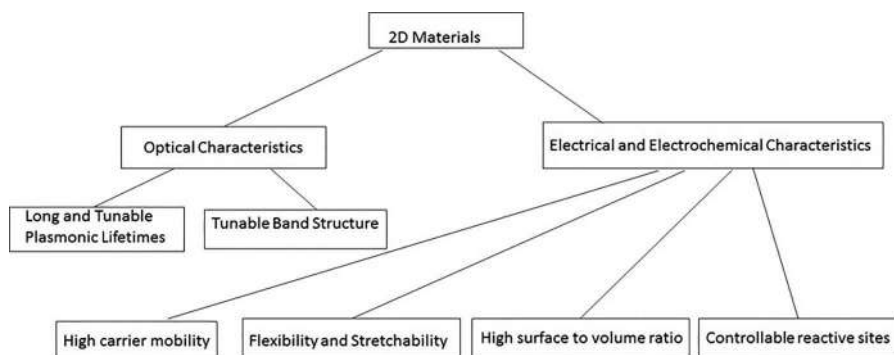 2D Materials
Optical Characteristics
Electrical and Electrochemical Characteristics
Long and Tunable
Plasmonic Lifetimes
Tunable Band Structure
High carrier mobility
Flexibility and Stretchability
High surface to volume ratio
Controllable reactive sites